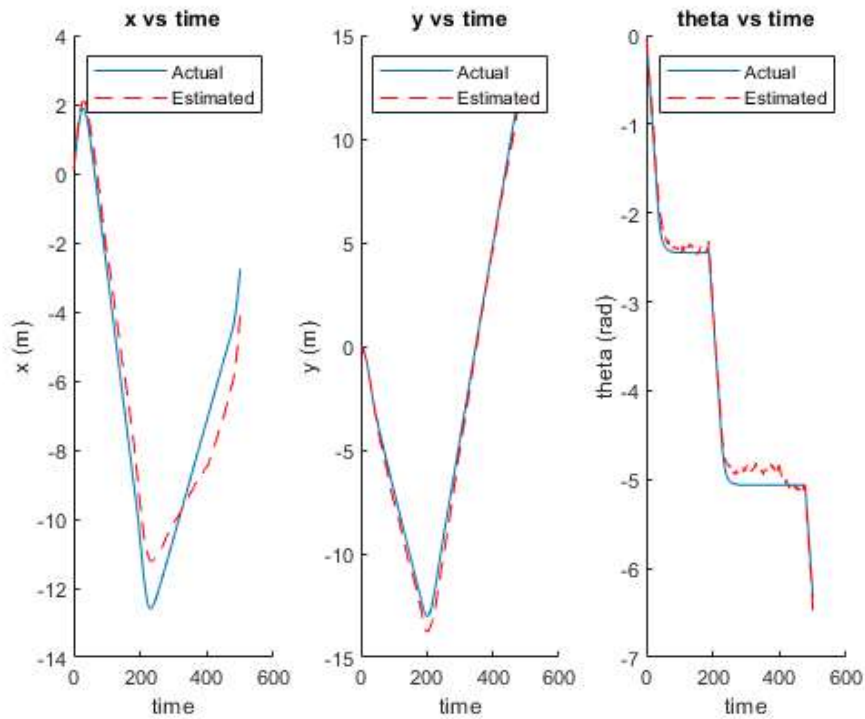 x vs time
4
2
0
-2
-4
-6
-8
-10
-12
-14
x (m)
0
200
400
600
time
Actual
Estimated
y vs time
15
10
5
0
-5
-10
-15
y (m)
0
200
400
600
time
Actual
Estimated
theta vs time
0
-1
-2
-3
-4
-5
-6
-7
theta (rad)
0
200
400
600
time
Actual
Estimated